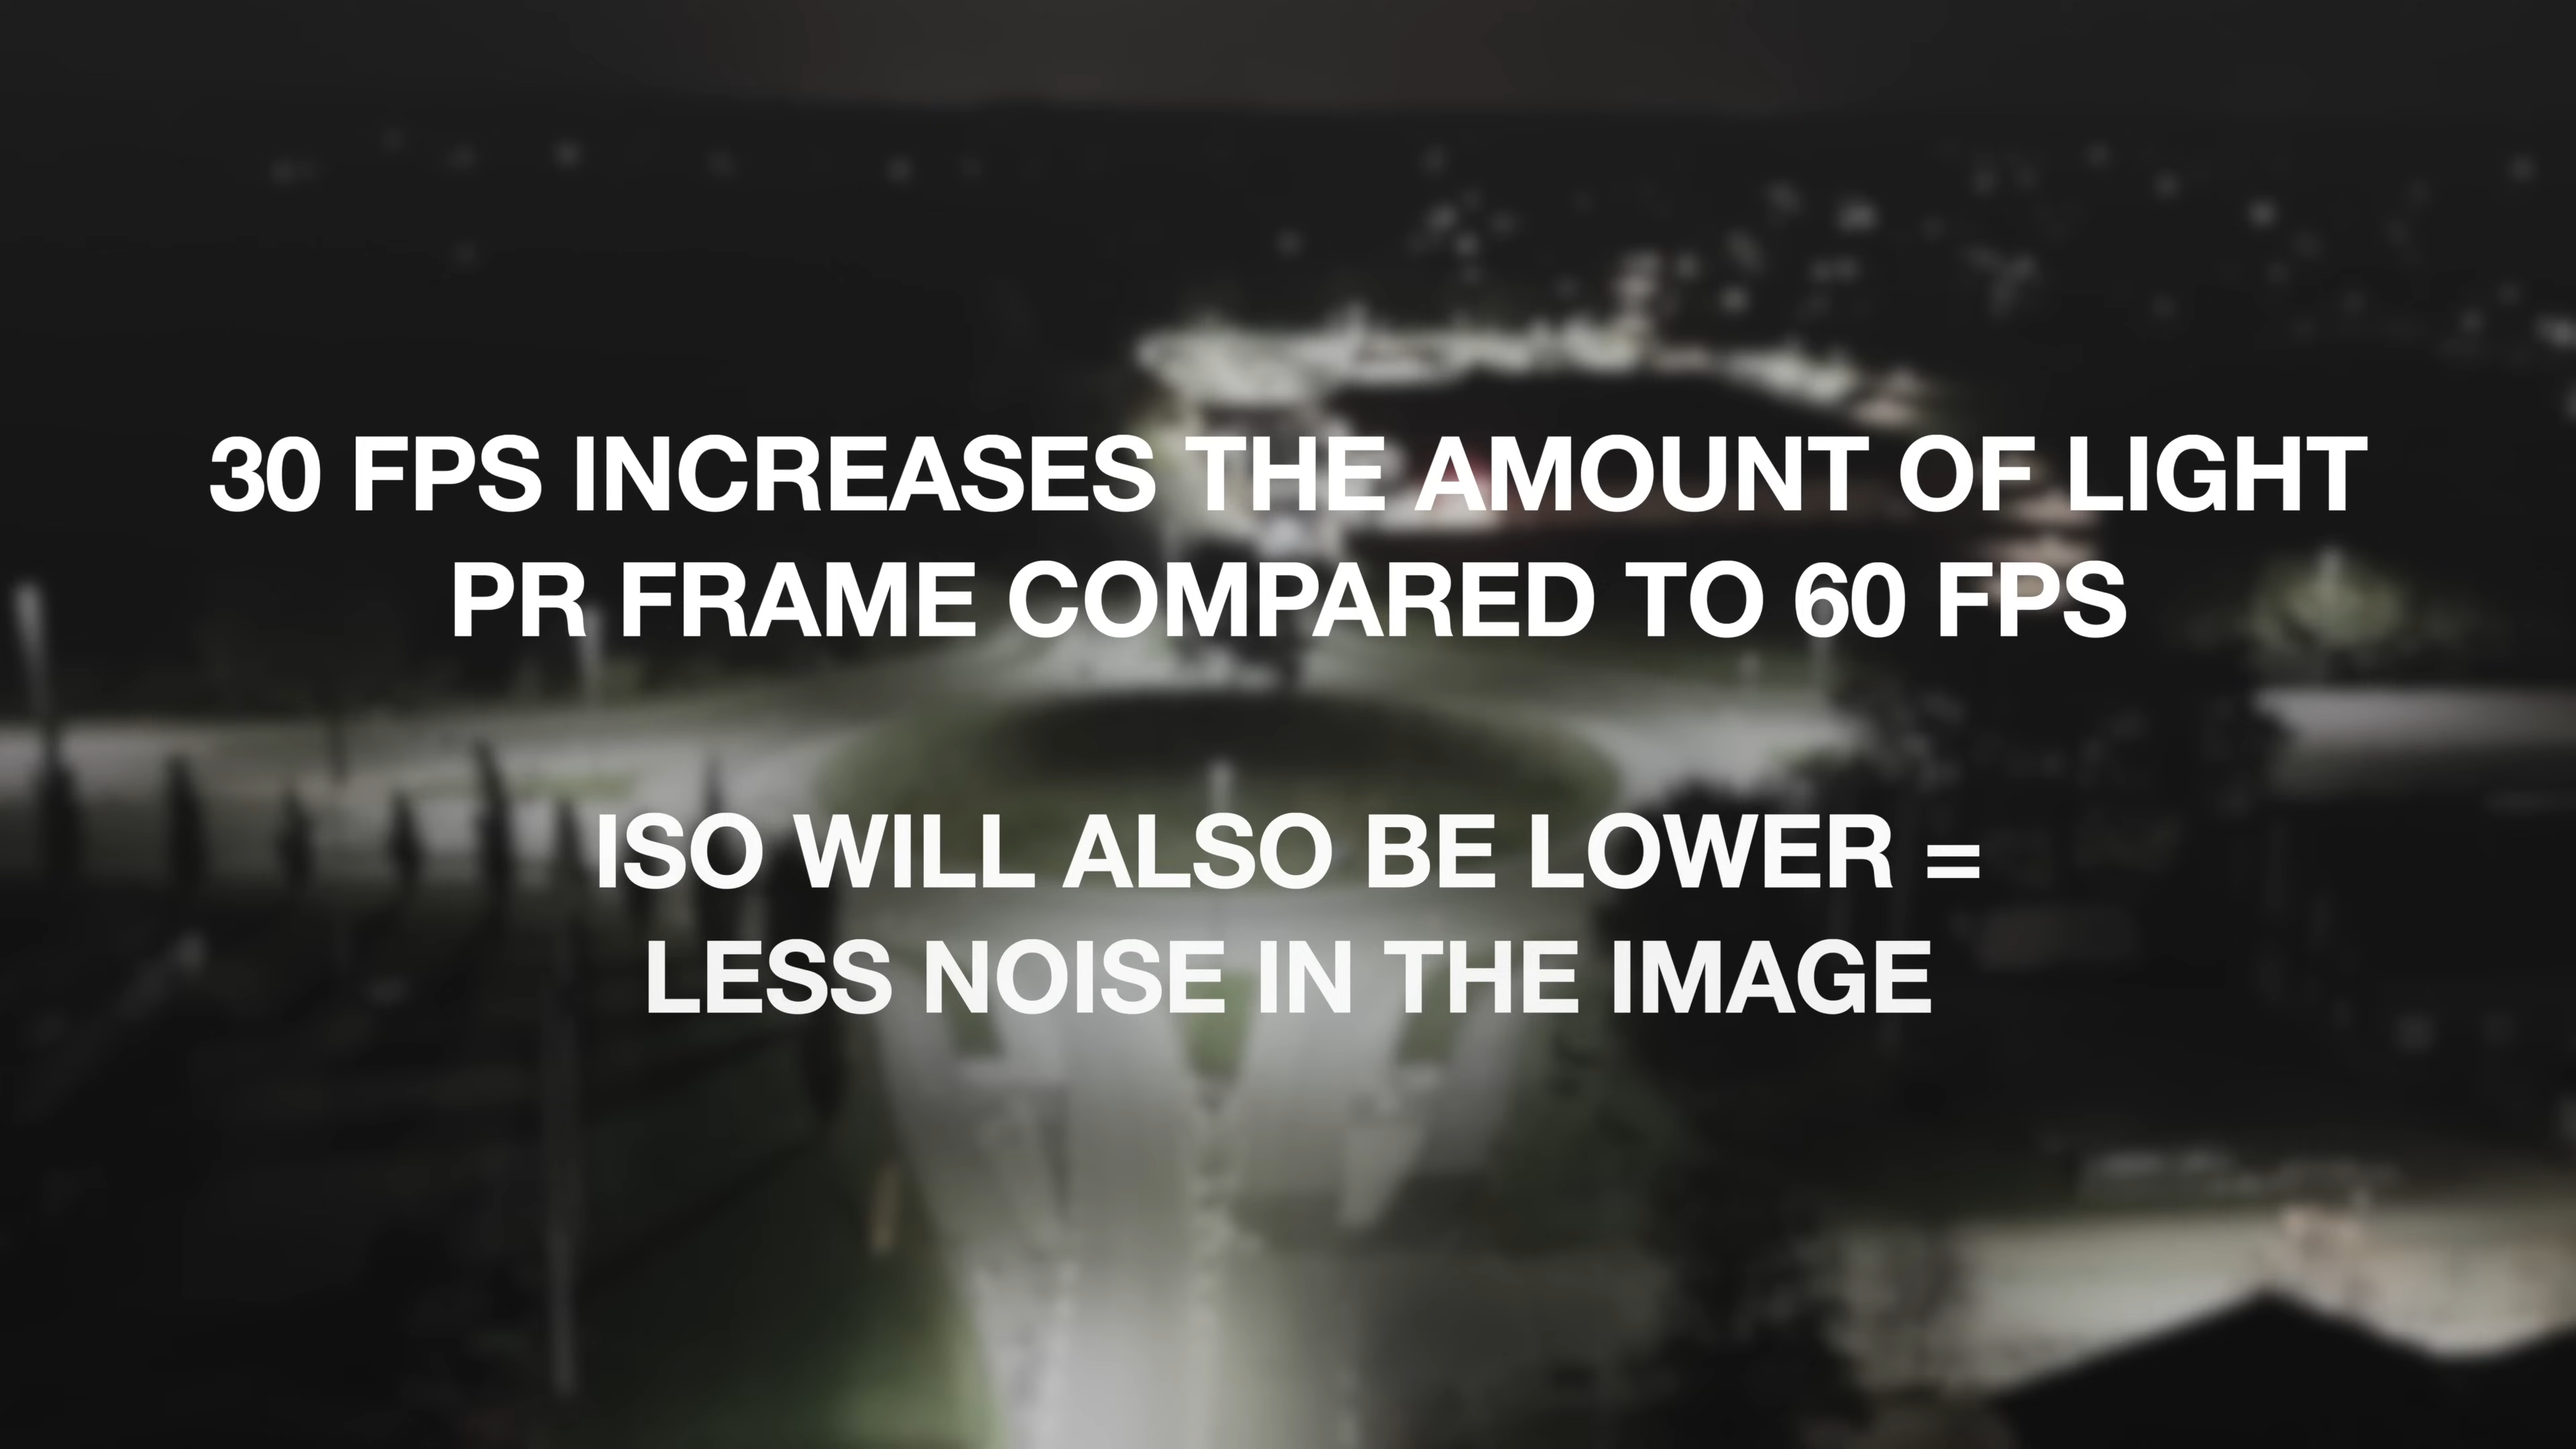 30 FPS INCREASES THE AMOUNT OF LIGHT
PR FRAME COMPARED TO 60 FPS
ISO WILL ALSO BE LOWER =
LESS NOISE IN THE IMAGE